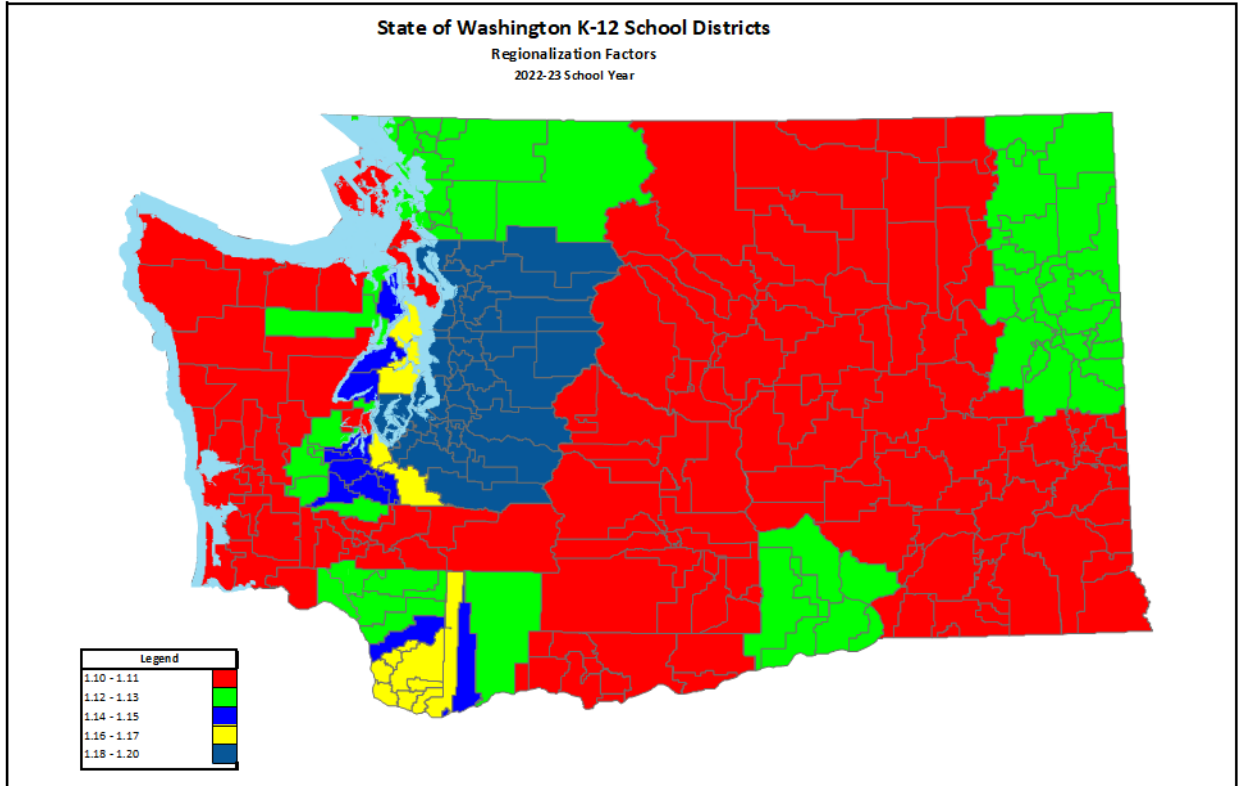 State of Washington K-12 School Districts
Regionalization Factors
2022-23 School Year
Legend
1.10 - 1.11
1.12 - 1.13
1.14 - 1.15
1.16 - 1.17
1.18 - 1.20